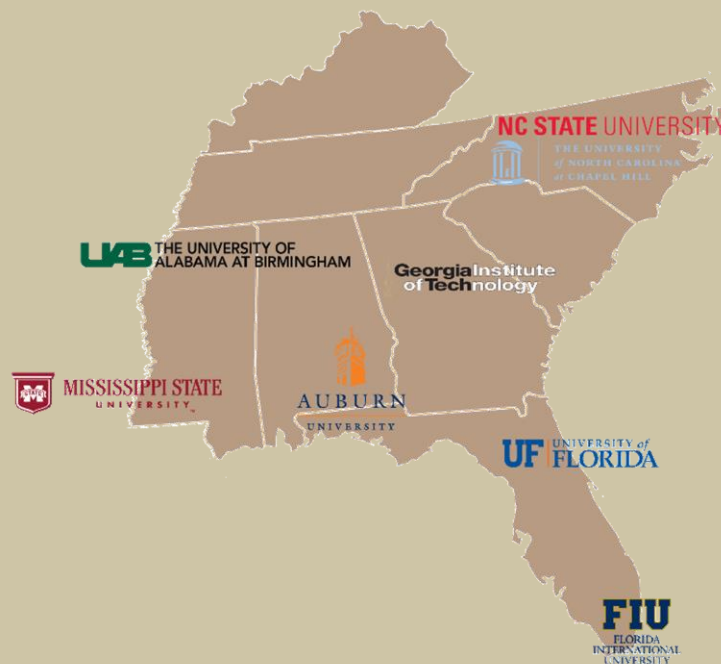 NC STATE UNIVERSITY
THE UNIVERSITY
of NORTH CAROLINA
at CHAPEL HILL
UAB THE UNIVERSITY OF
ALABAMA AT BIRMINGHAM
Georgia Institute
of Technology
M
MISSISSIPPI STATE
UNIVERSITY™
AUBURN
UNIVERSITY
UF UNIVERSITY of
FLORIDA
FIU
FLORIDA
INTERNATIONAL
UNIVERSITY